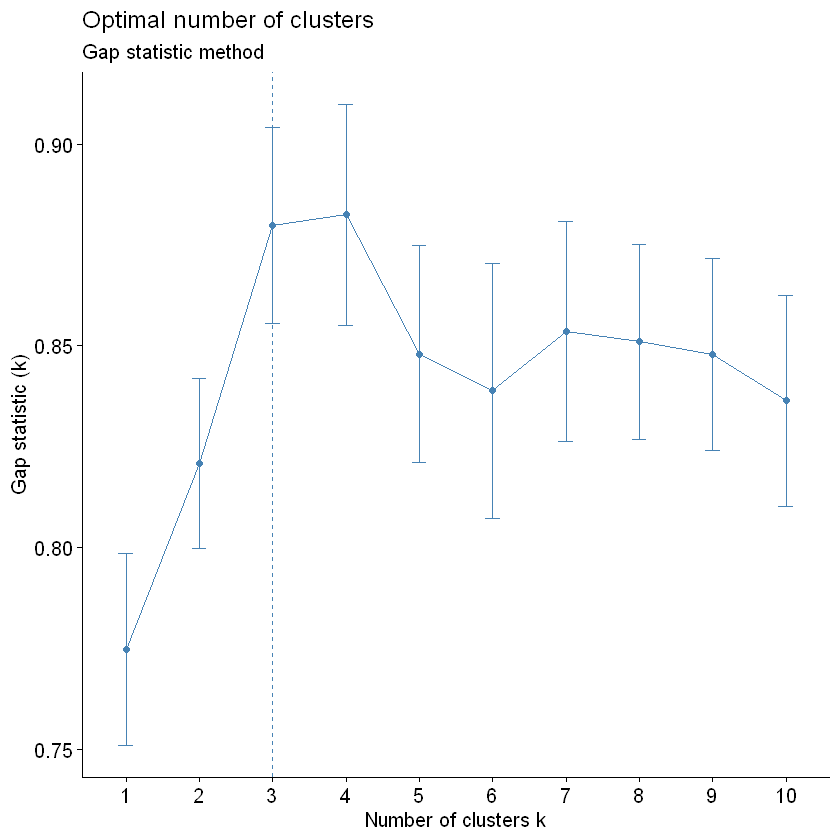 Optimal number of clusters
Gap statistic method
Gap statistic (k)
0.90
0.85
0.80
0.75
1 2 3 4 5 6 7 8 9 10
Number of clusters k